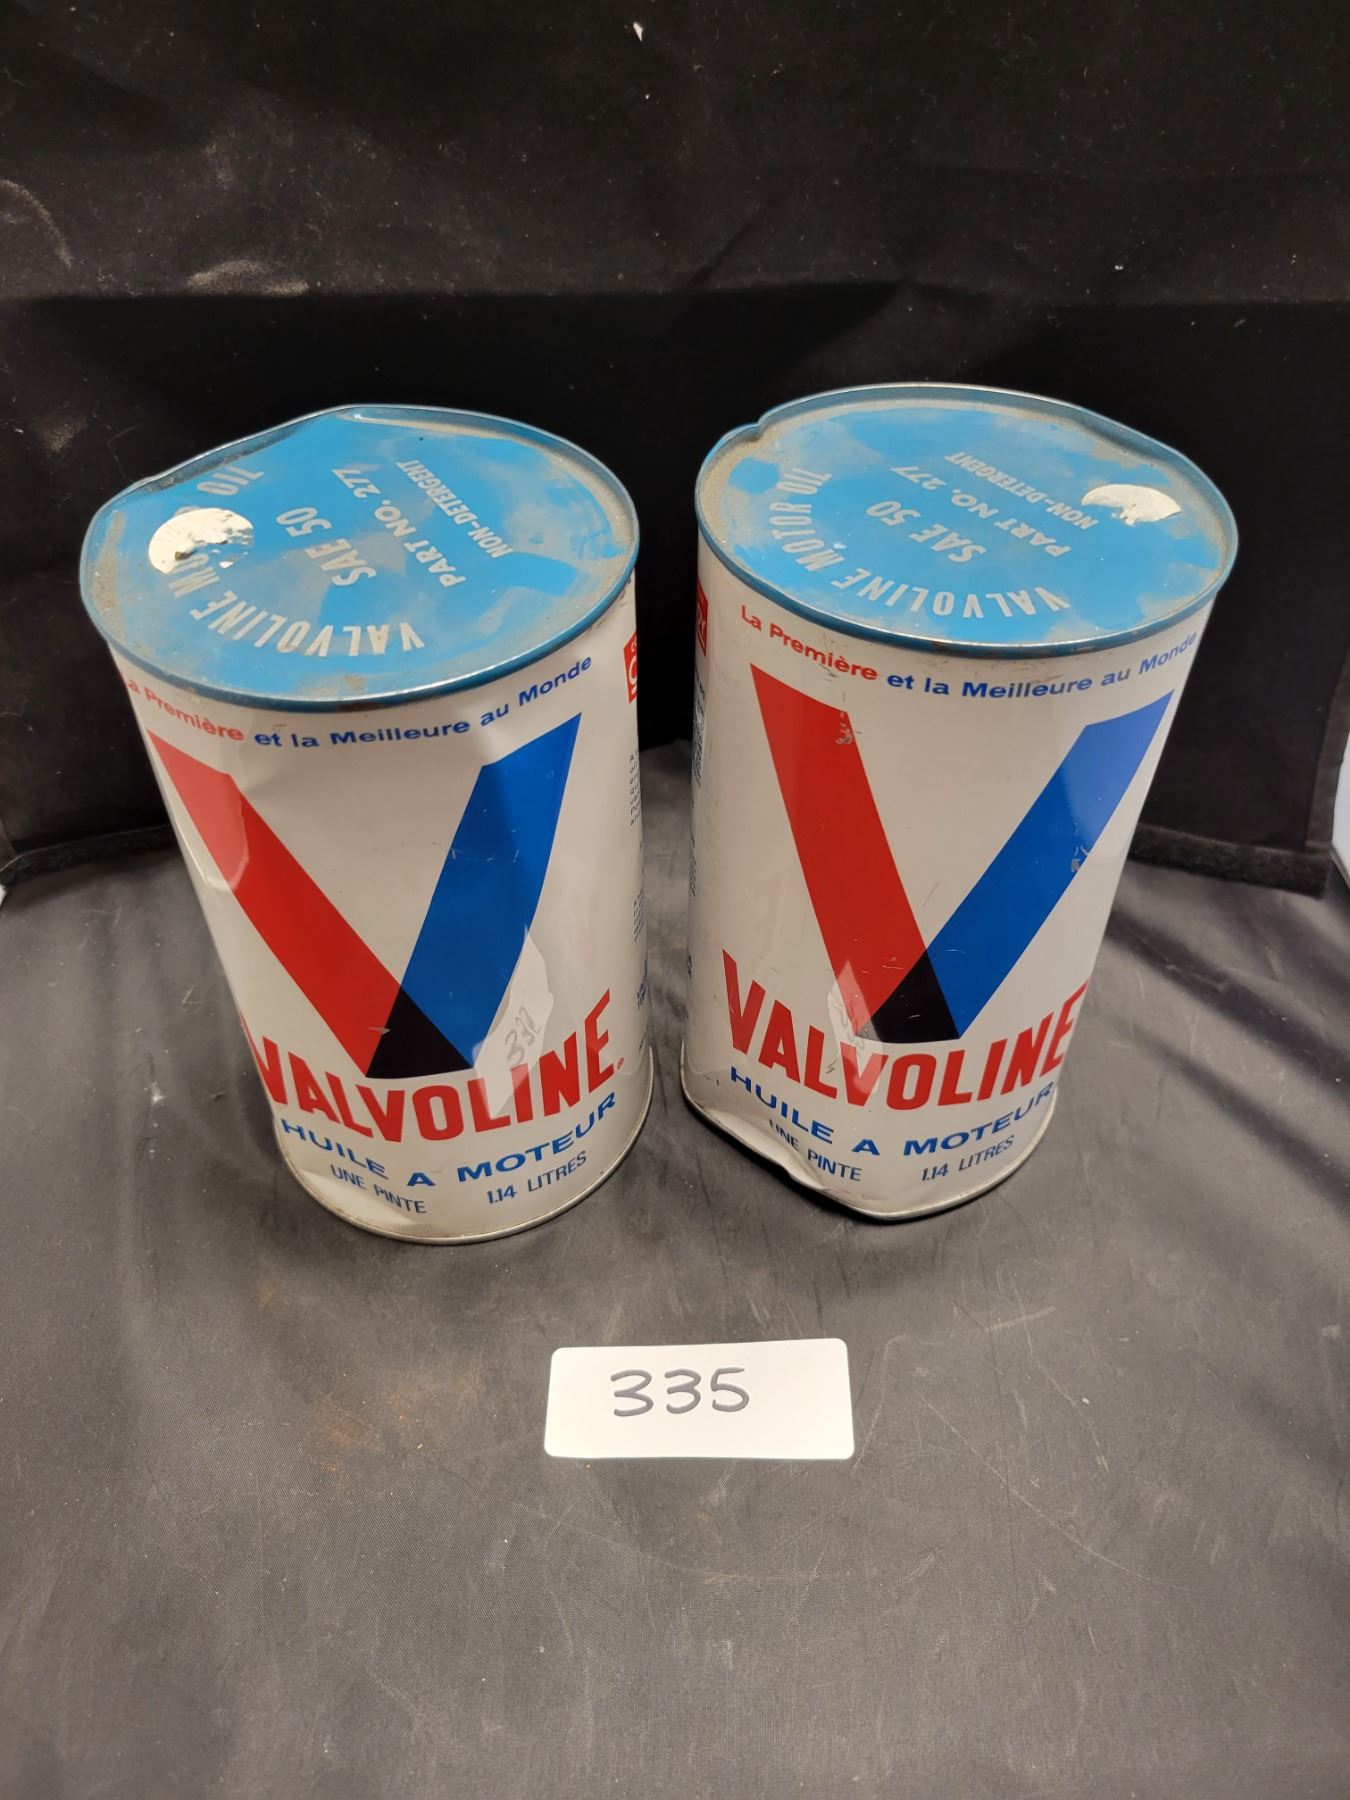 VALVOLINE MO OIL
SAE 50
PART NO. 277
NON-DETERGENT
a Première et la Meilleure au Monde
VALVOLINE
HUILE A MOTEUR
UNE PINTE 1.14 LITRES
VALVOLINE MOTOR OIL
SAE 50
PART NO. 277
NON-DETERGENT
La Première et la Meilleure au Monde
VALVOLINE
HUILE A MOTEUR
UNE PINTE 1.14 LITRES
335